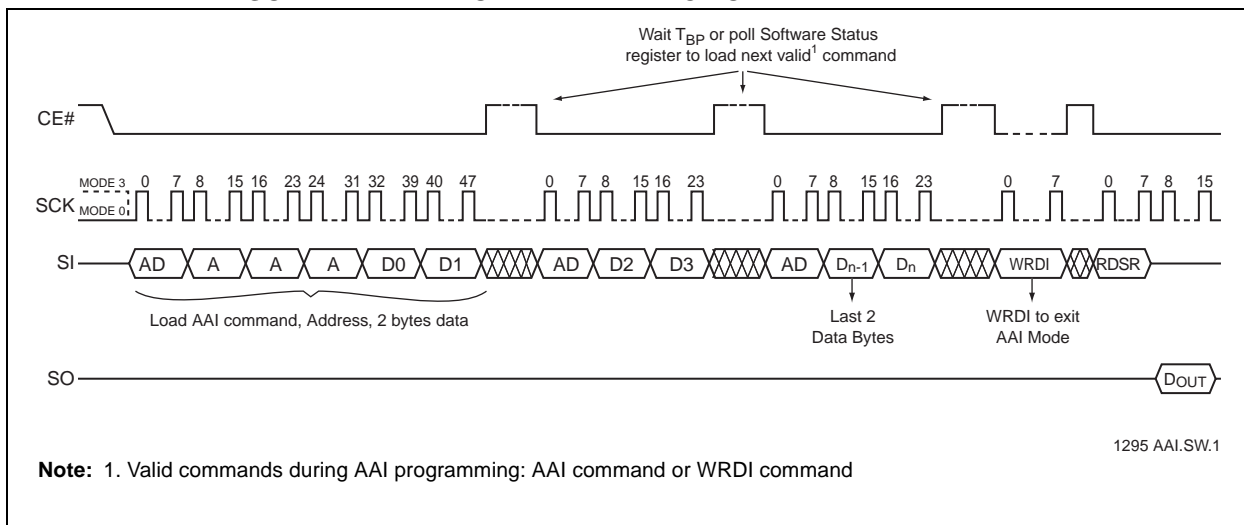 Wait TBP or poll Software Status
register to load next valid1 command
CE#
MODE 3
0 7 8 15 16 23 24 31 32 39 40 47 0 7 8 15 16 23 0 7 8 15 16 23 0 7 0 7 8 15
SCK
MODE 0
SI
AD A A A D0 D1 AD D2 D3 AD Dn-1 Dn WRDI RDSR
Load AAI command, Address, 2 bytes data
Last 2
Data Bytes
WRDI to exit
AAI Mode
SO
DOUT
1295 AAI.SW.1
Note: 1. Valid commands during AAI programming: AAI command or WRDI command